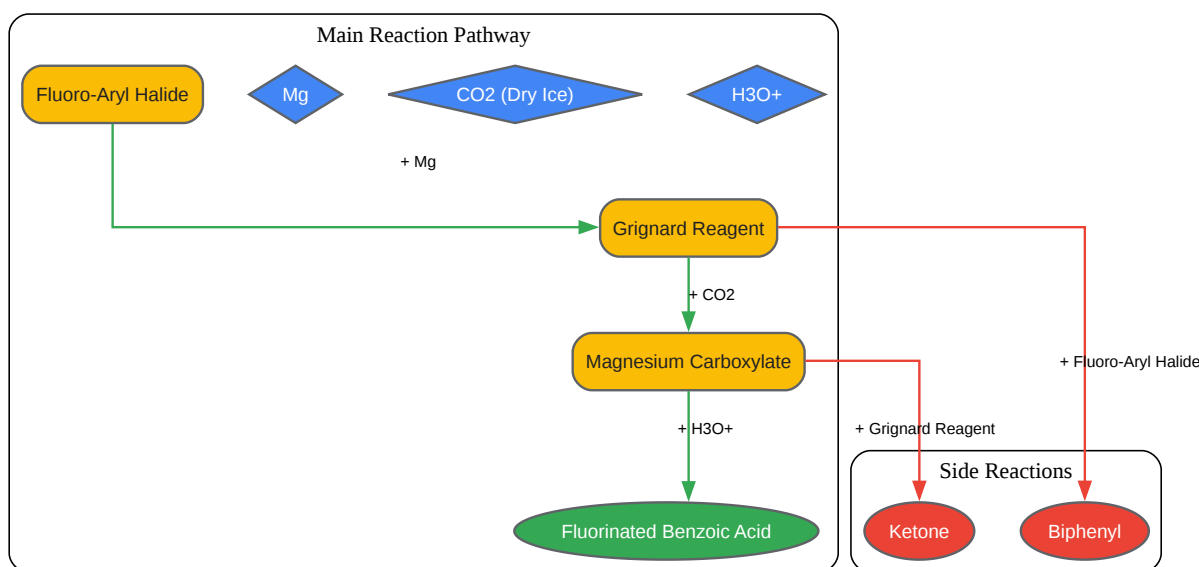 Main Reaction Pathway
Fluoro-Aryl Halide
Mg
CO2 (Dry Ice)
H3O+
+ Mg
Grignard Reagent
+ CO2
Magnesium Carboxylate
+ Fluoro-Aryl Halide
+ H3O+
+ Grignard Reagent
Side Reactions
Fluorinated Benzoic Acid
Ketone
Biphenyl